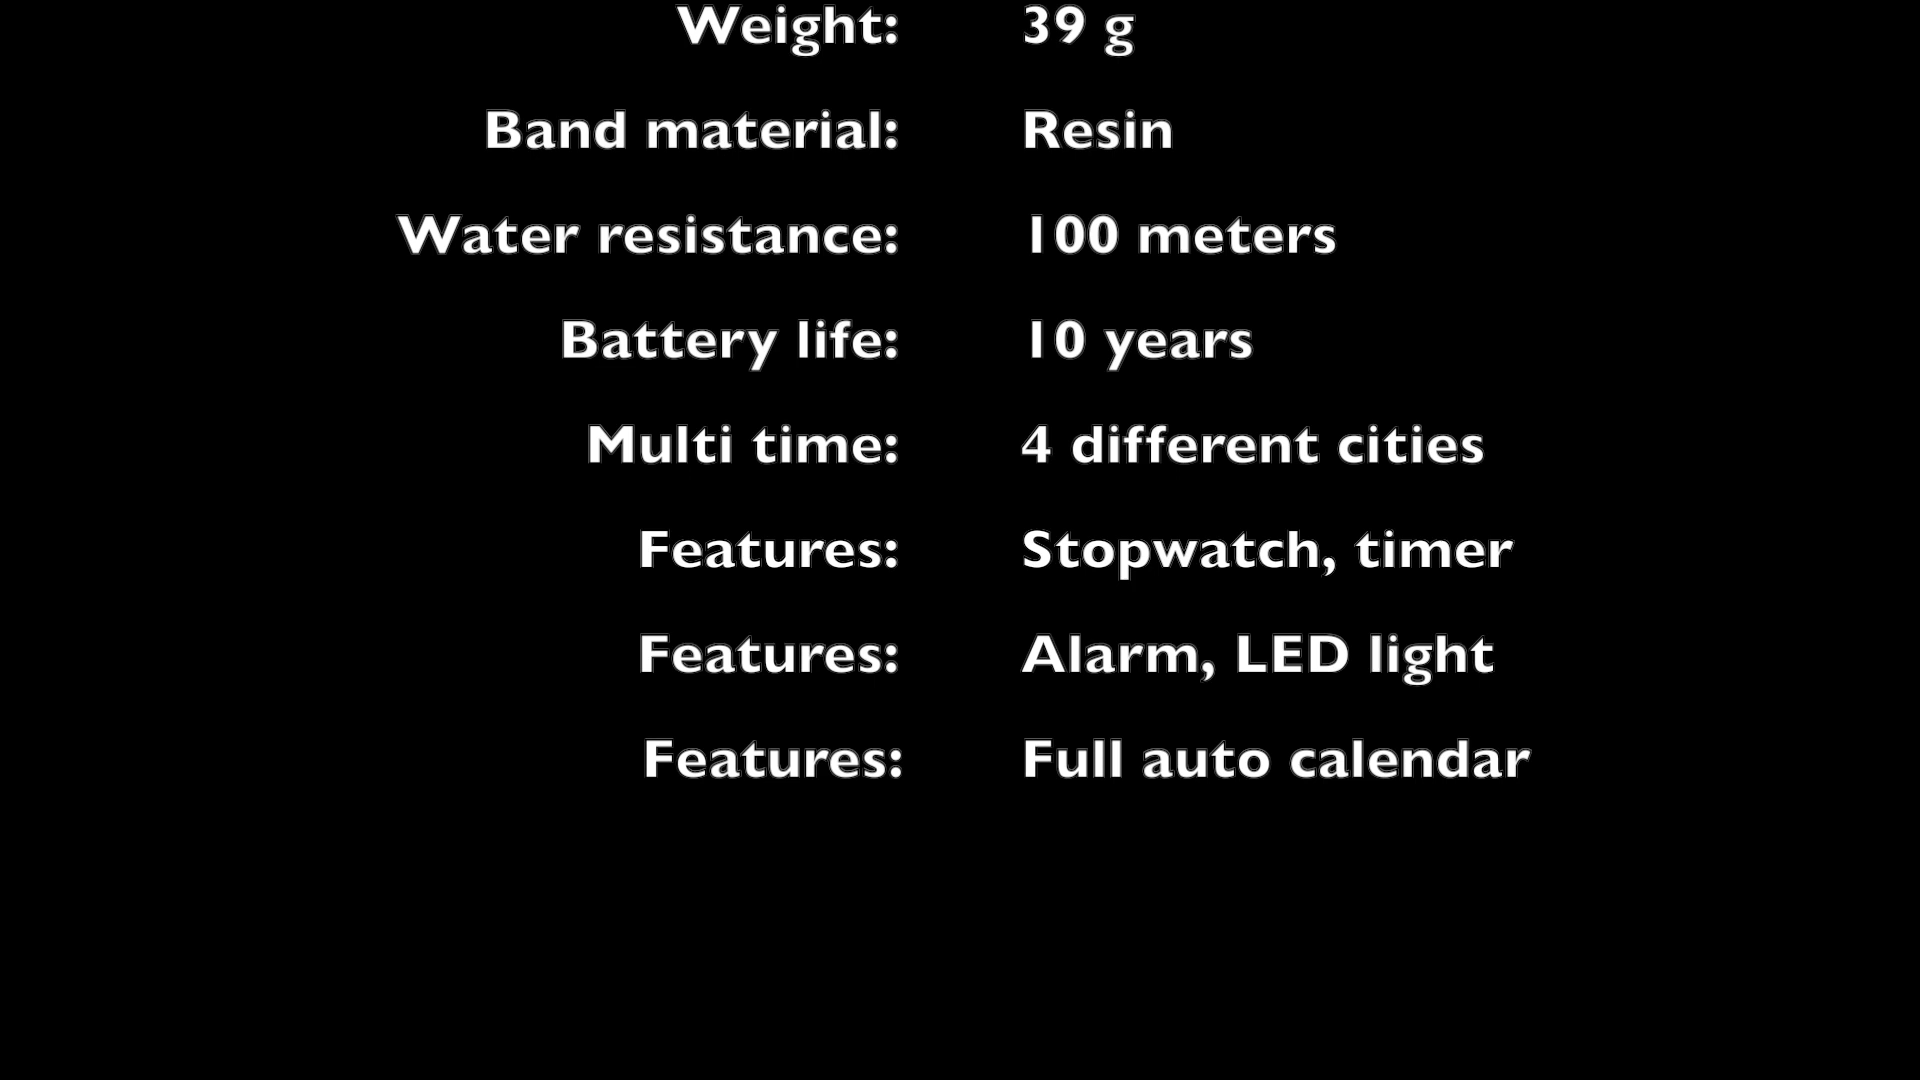 Weight: 39 g
Band material: Resin
Water resistance: 100 meters
Battery life: 10 years
Multi time: 4 different cities
Features: Stopwatch, timer
Features: Alarm, LED light
Features: Full auto calendar